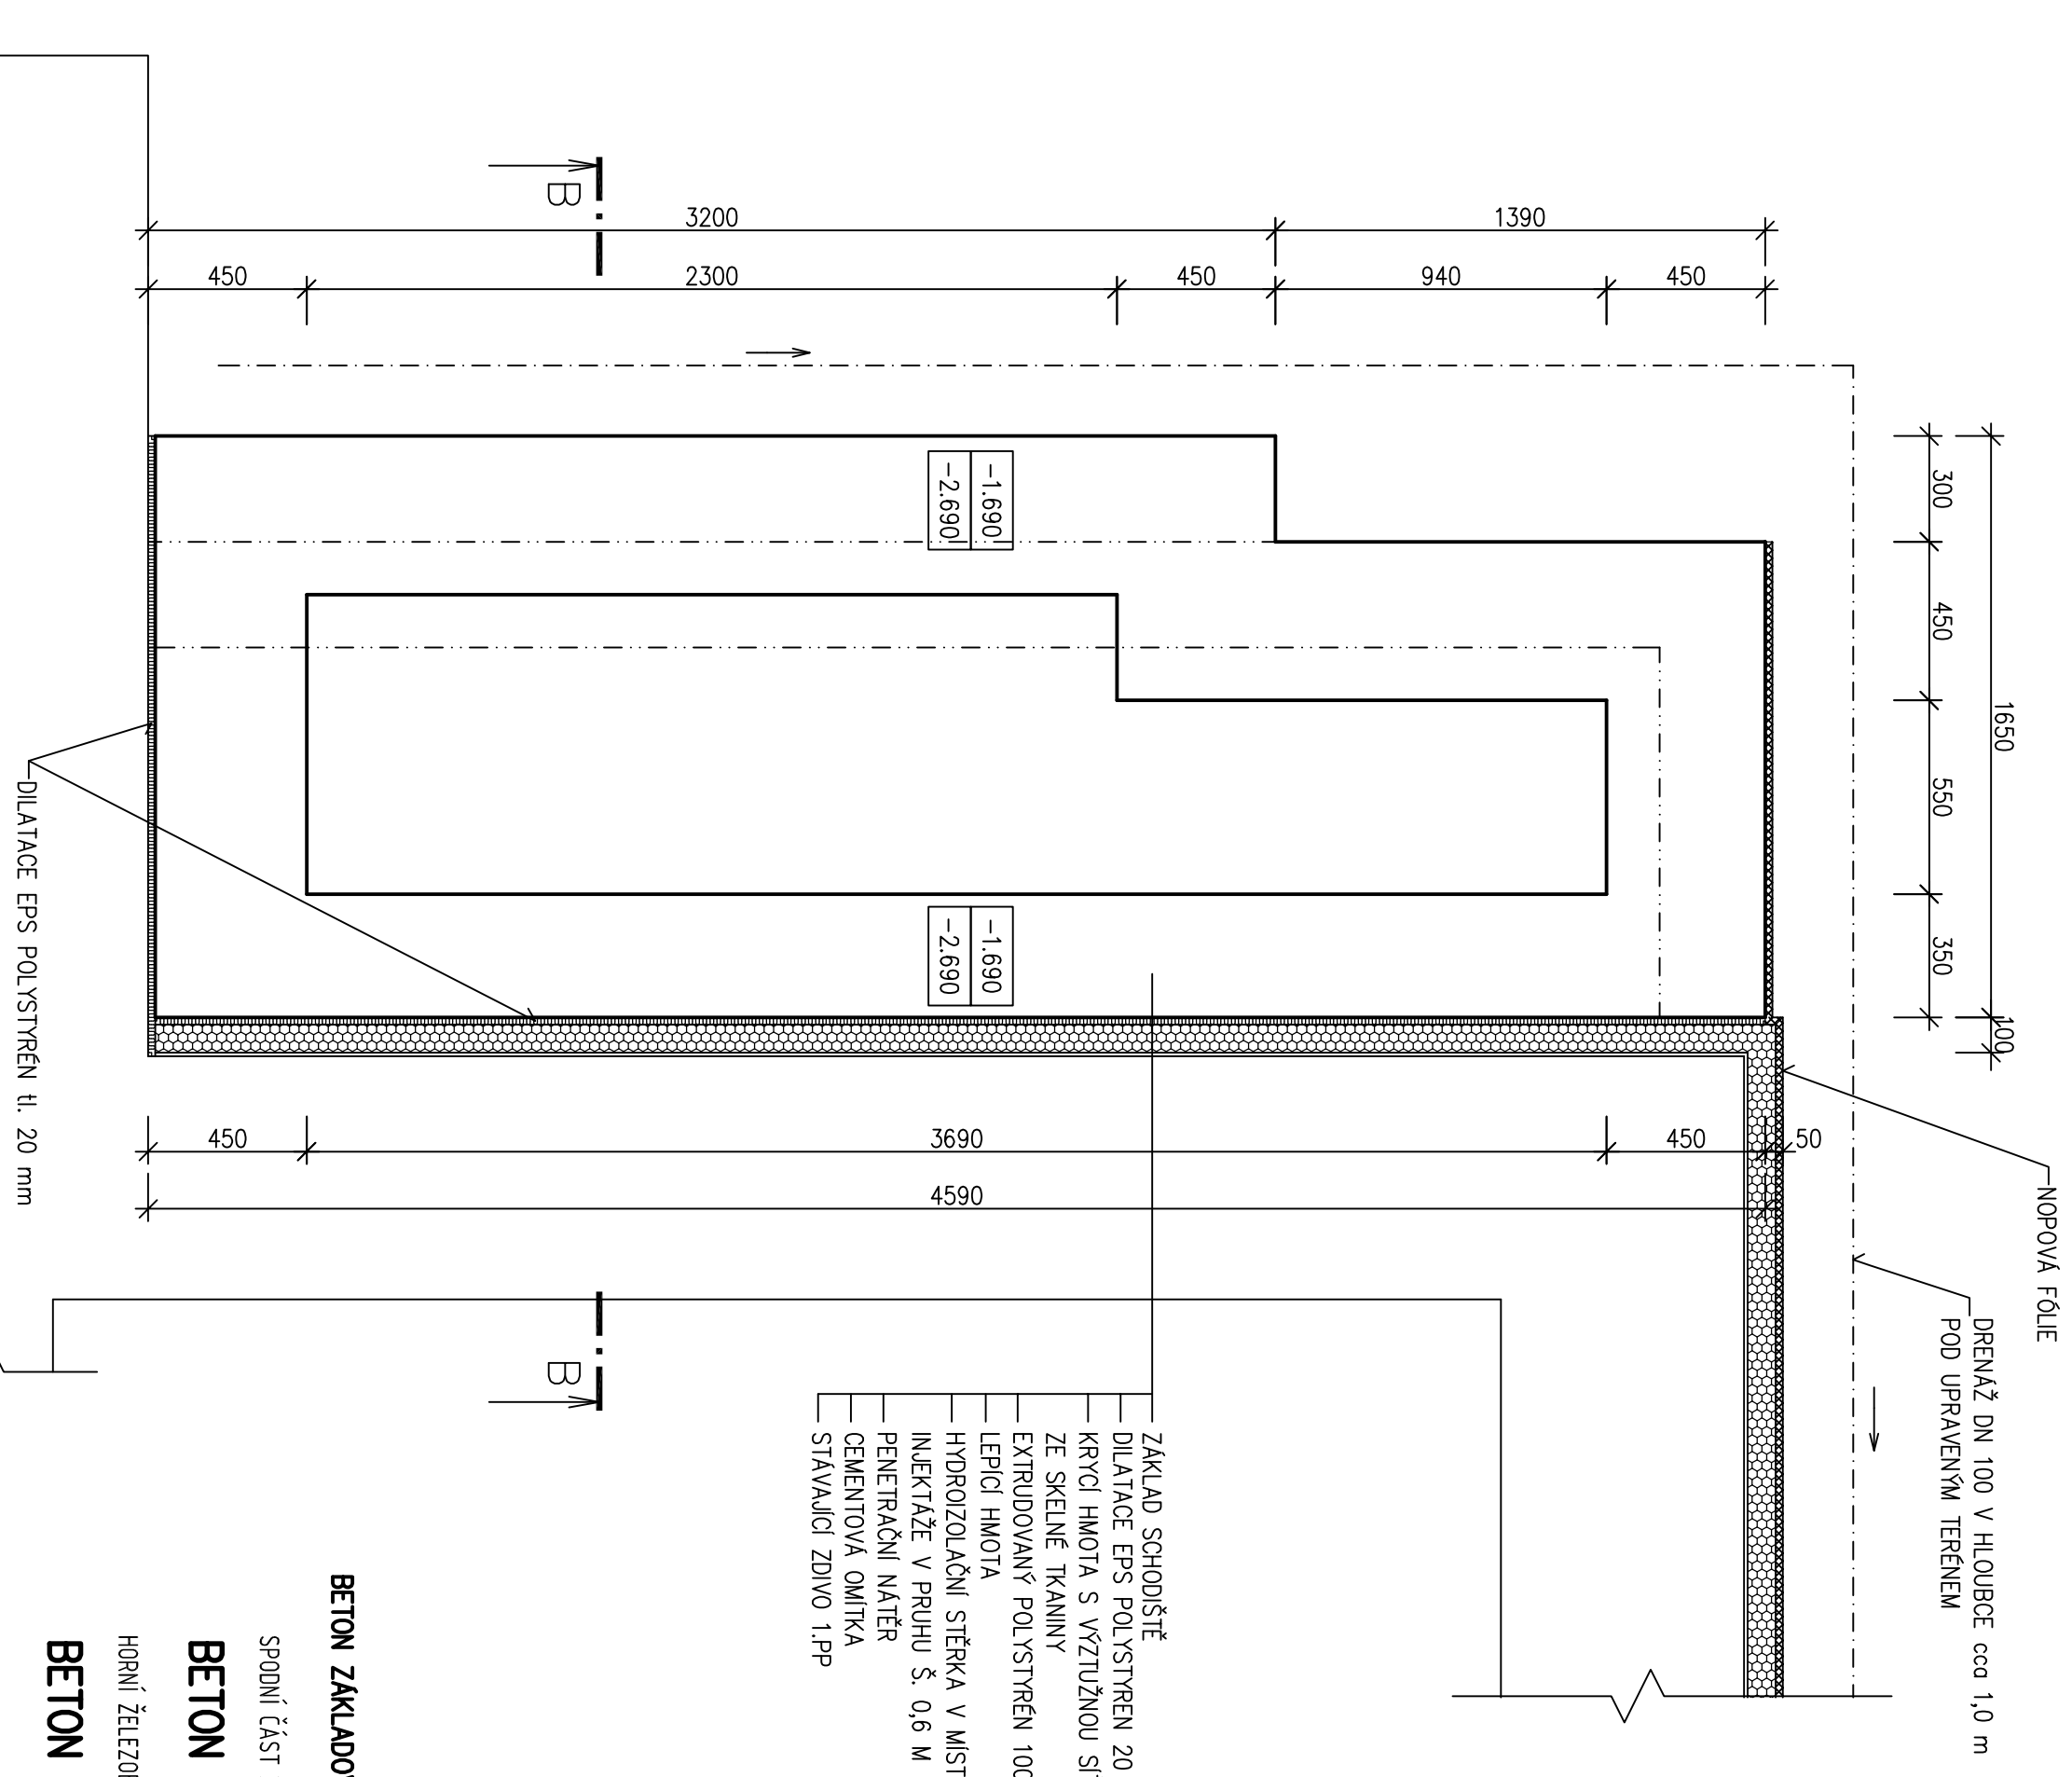 3200
1390
450
2300
450
940
450
B
300
450
550
350
1650
100
-1.690
-2.690
-1.690
-2.690
450
3690
450
50
4590
B
NOPOVÁ FÓLIE
DRENÁŽ DN 100 V HLOUBCE cca 1,0 m
POD UPRAVENÝM TERÉNEM
DILATACE EPS POLYSTYRÉN tl. 20 mm
ZÁKLAD SCHODIŠTĚ
DILATACE EPS POLYSTYREN 20
KRYCÍ HMOTA S VÝZTUŽNOU
ZE SKELNÉ TKANINY
EXTRUDOVANÝ POLYSTYRÉN
LEPÍCÍ HMOTA
HYDROIZOLAČNÍ STĚRKA V
INJEKTÁŽE V PRUHU Š. 0,6 M
PENETRAČNÍ NÁTĚR
CEMENTOVÁ OMÍTKA
STÁVAJÍCÍ ZDIVO 1.PP
BETON
SPODNÍ ČÁST
BETON
HORNÍ
BETON